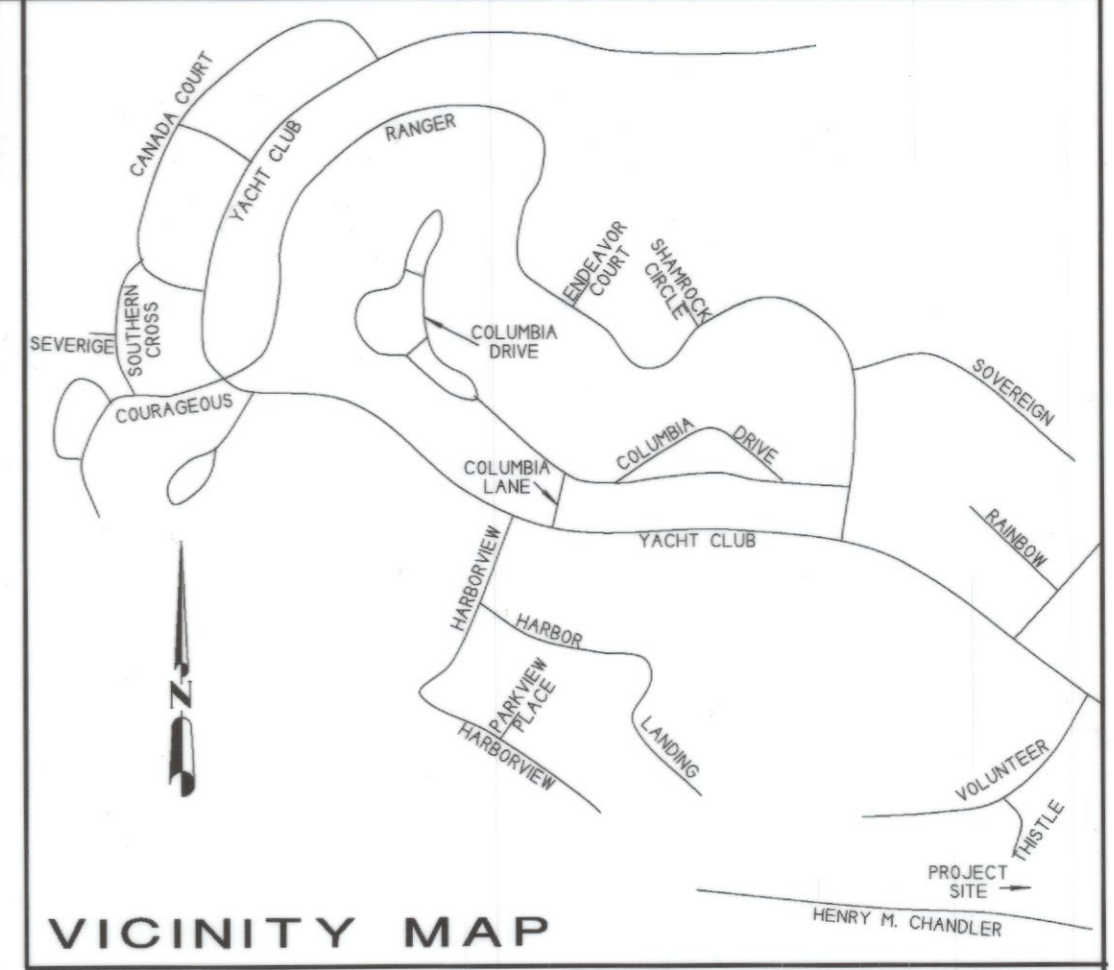 CANADA COURT
YACHT CLUB
RANGER
ENDEAVOR
COURT
SHAMROCK
CIRCLE
SOUTHERN
CROSS
SEVERIGE
COLUMBIA
DRIVE
COURAGEOUS
SOVEREIGN
COLUMBIA DRIVE
COLUMBIA
LANE
YACHT CLUB
RAINBOW
HARBORVIEW
HARBOR
PARKVIEW
PLACE
HARBORVIEW
LANDING
N
VOLUNTEER
THISTLE
PROJECT
SITE
HENRY M. CHANDLER
VICINITY MAP